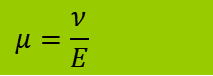 μ = ν/E